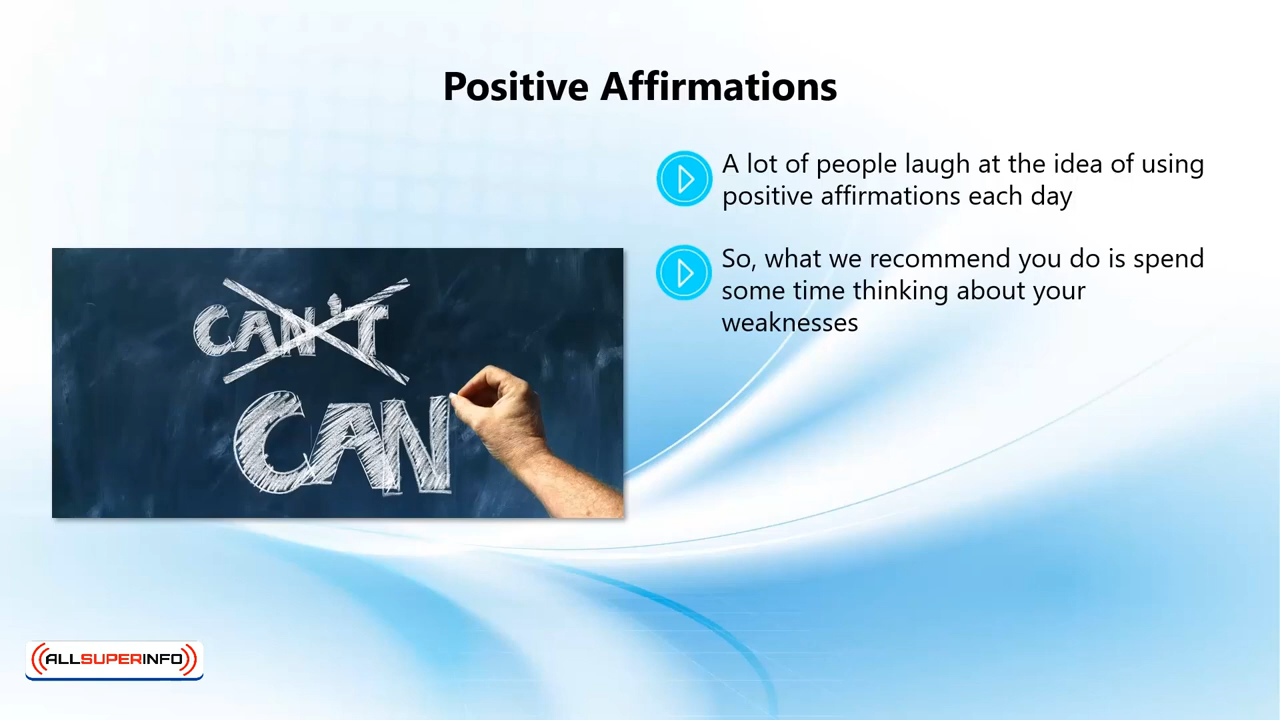 Positive Affirmations
A lot of people laugh at the idea of using
positive affirmations each day
So, what we recommend you do is spend
some time thinking about your
weaknesses
CAN'T
CAN
ALLSUPERINFO